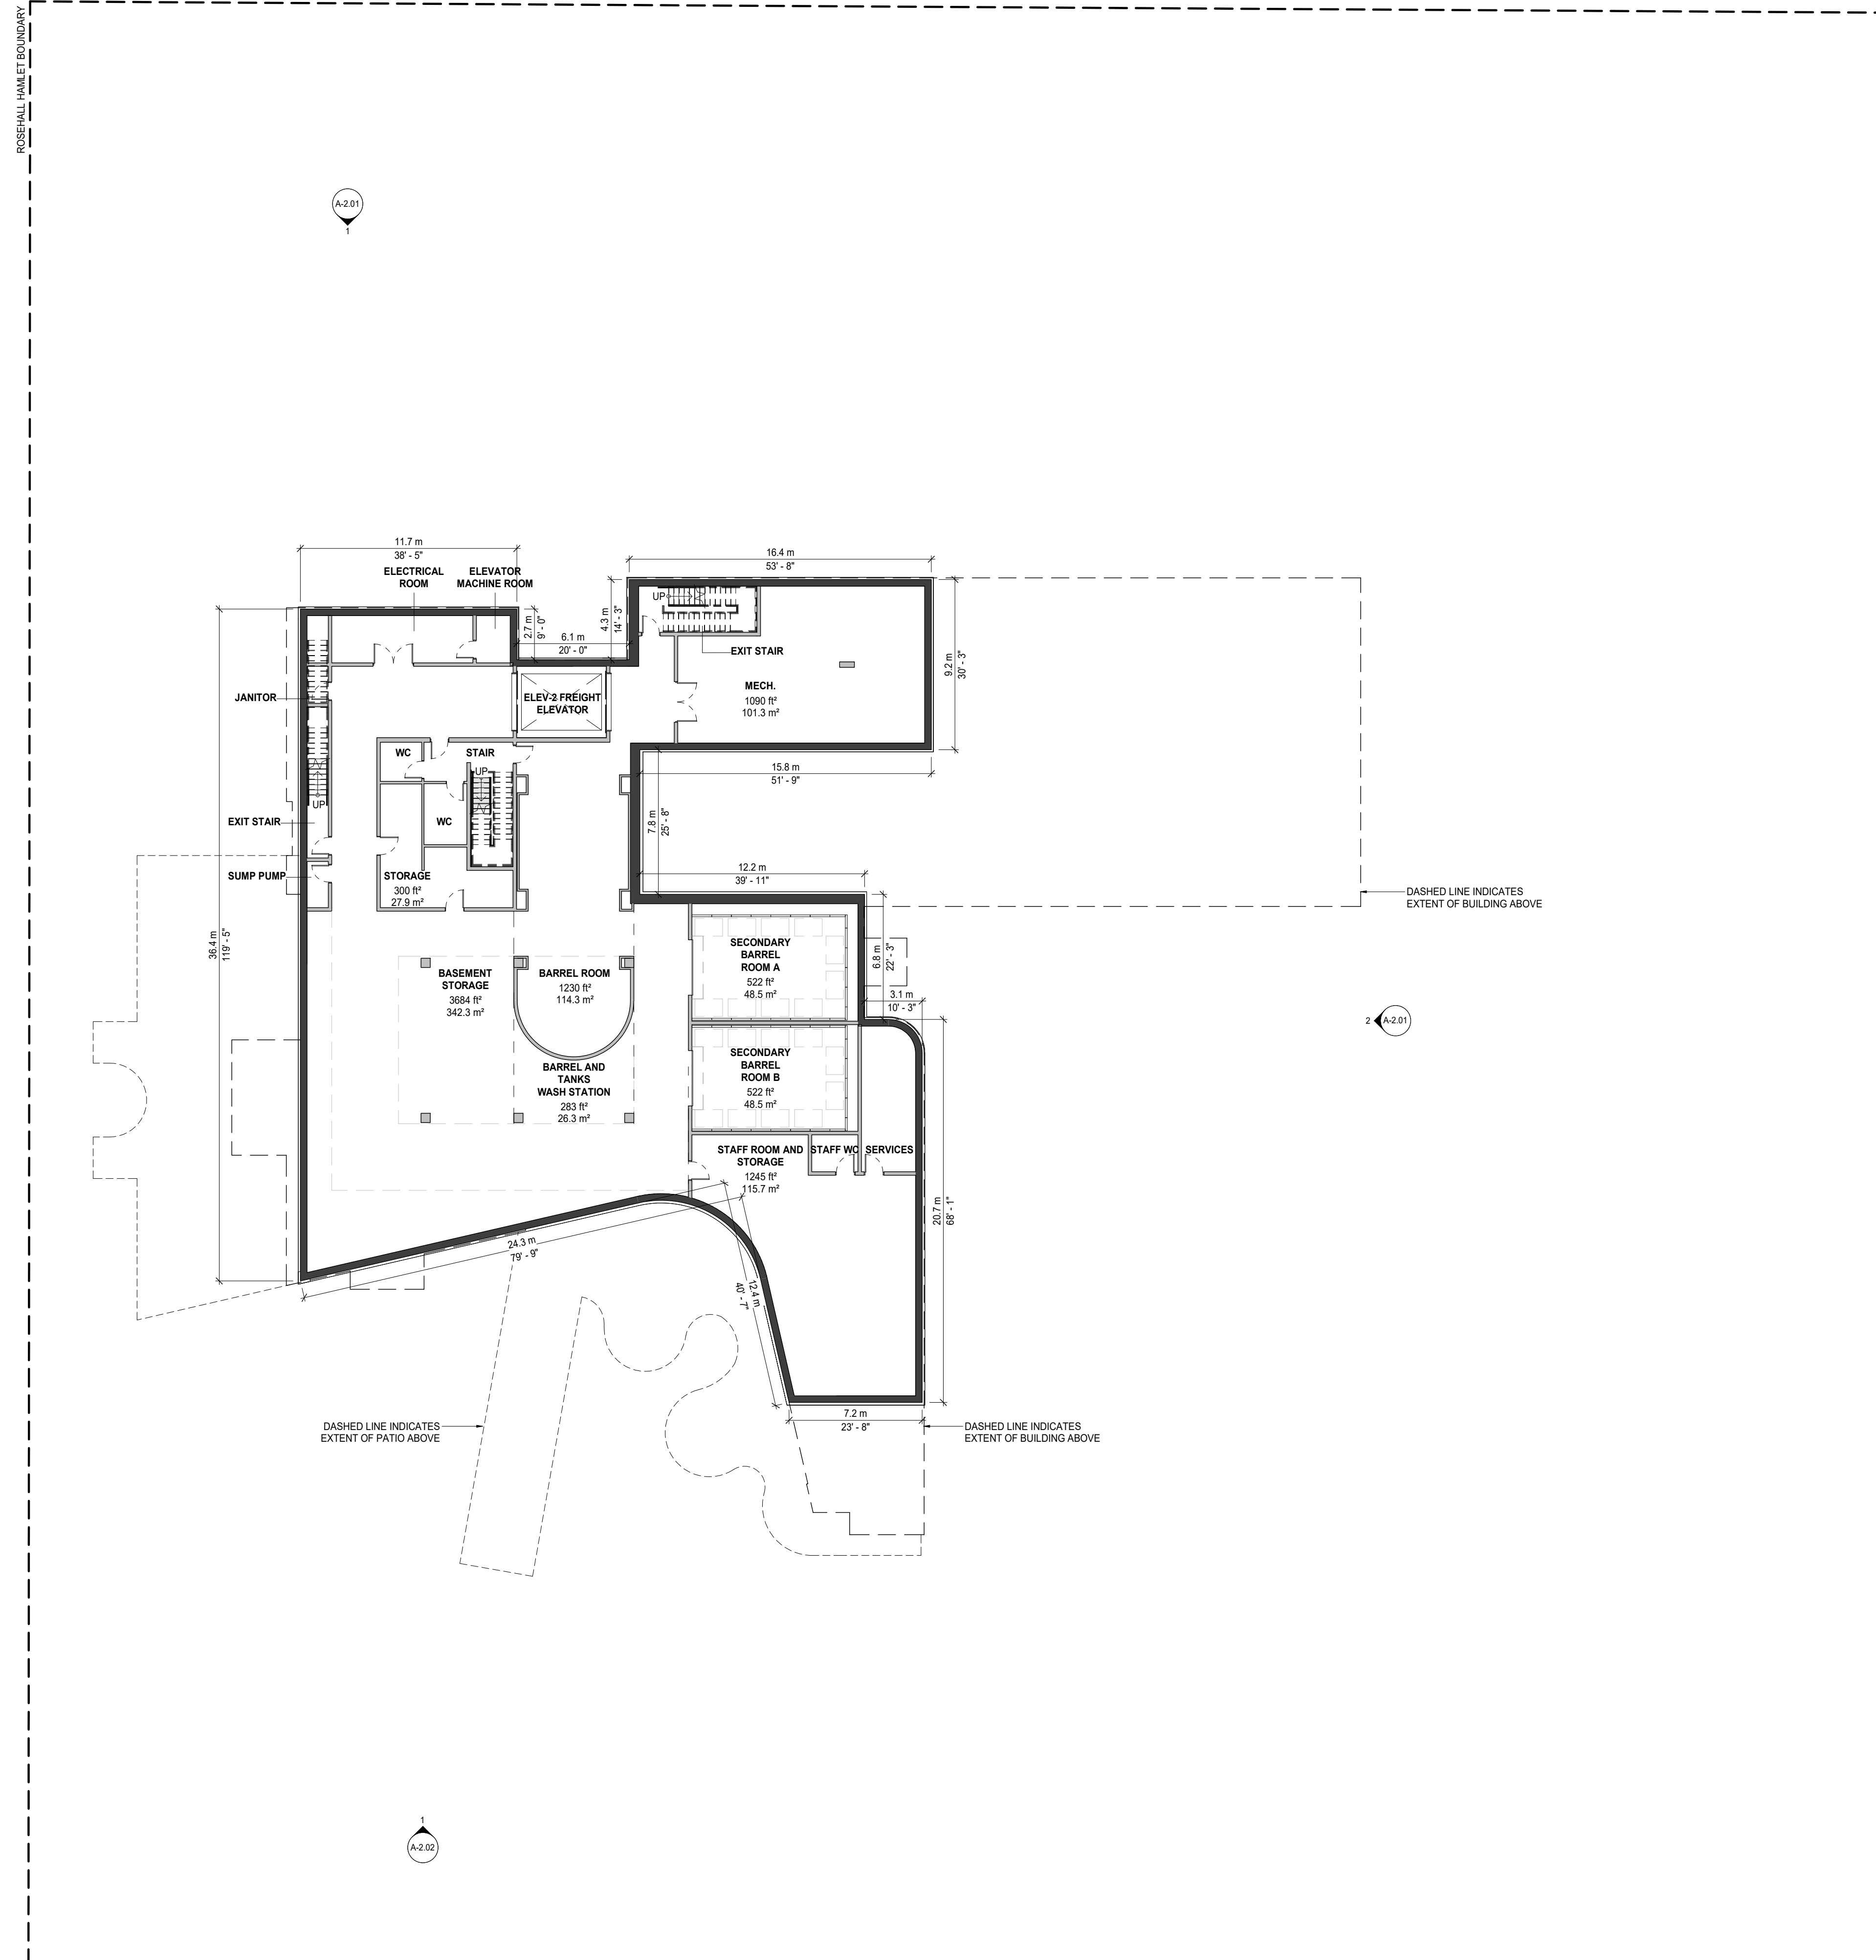 ROSEHALL HAMLET BOUNDARY
A-2.01
1
11.7 m
38' - 5"
ELECTRICAL
ROOM
ELEVATOR
MACHINE ROOM
16.4 m
53' - 8"
2.7 m
9' - 0"
6.1 m
20' - 0"
4.3 m
14' - 3"
UP
EXIT STAIR
MECH.
1090 ft²
101.3 m²
9.2 m
30' - 3"
JANITOR
ELEV-2 FREIGHT
ELEVATOR
WC
STAIR
UP
15.8 m
51' - 9"
UP
EXIT STAIR
WC
7.8 m
25' - 8"
12.2 m
39' - 11"
SUMP PUMP
STORAGE
300 ft²
27.9 m²
DASHED LINE INDICATES
EXTENT OF BUILDING ABOVE
36.4 m
119' - 5"
BASEMENT
STORAGE
3684 ft²
342.3 m²
BARREL ROOM
1230 ft²
114.3 m²
SECONDARY
BARREL
ROOM A
522 ft²
48.5 m²
6.8 m
22' - 3"
3.1 m
10' - 3"
2
A-2.01
BARREL AND
TANKS
WASH STATION
283 ft²
26.3 m²
SECONDARY
BARREL
ROOM B
522 ft²
48.5 m²
STAFF ROOM AND
STORAGE
1245 ft²
115.7 m²
STAFF WC
SERVICES
20.7 m
68' - 1"
24.3 m
79' - 9"
12.4 m
40' - 7"
7.2 m
23' - 8"
DASHED LINE INDICATES
EXTENT OF PATIO ABOVE
DASHED LINE INDICATES
EXTENT OF BUILDING ABOVE
1
A-2.02